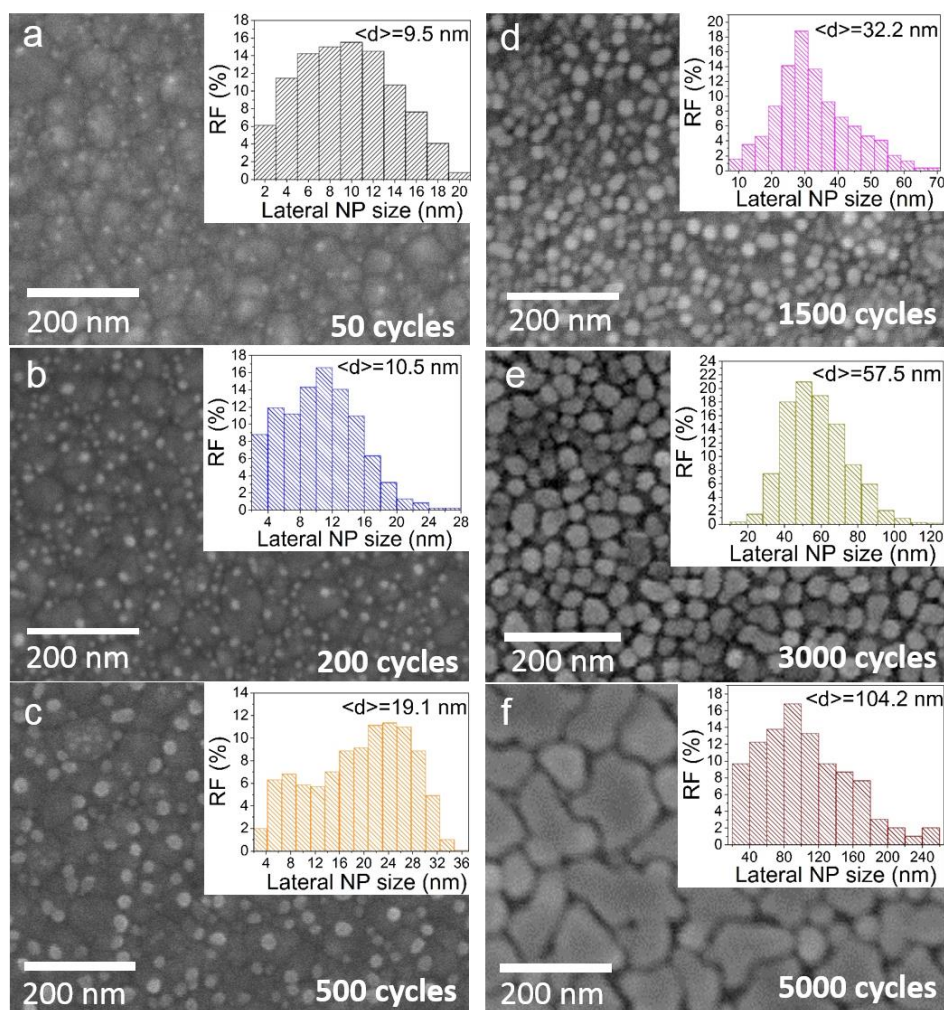 a
<d>=9.5 nm
18
16
14
12
10
8
6
4
2
0
RF (%)
2 4 6 8 10 12 14 16 18 20
Lateral NP size (nm)
200 nm
50 cycles
b
<d>=10.5 nm
18
16
14
12
10
8
6
4
2
0
RF (%)
4 8 12 16 20 24 28
Lateral NP size (nm)
200 nm
200 cycles
c
<d>=19.1 nm
14
12
10
8
6
4
2
0
RF (%)
4 8 12 16 20 24 28 32 36
Lateral NP size (nm)
200 nm
500 cycles
d
<d>=32.2 nm
20
18
16
14
12
10
8
6
4
2
0
RF (%)
10 20 30 40 50 60 70
Lateral NP size (nm)
200 nm
1500 cycles
e
<d>=57.5 nm
24
22
20
18
16
14
12
10
8
6
4
2
0
RF (%)
20 40 60 80 100 120
Lateral NP size (nm)
200 nm
3000 cycles
f
<d>=104.2 nm
18
16
14
12
10
8
6
4
2
0
RF (%)
40 80 120 160 200 240
Lateral NP size (nm)
200 nm
5000 cycles